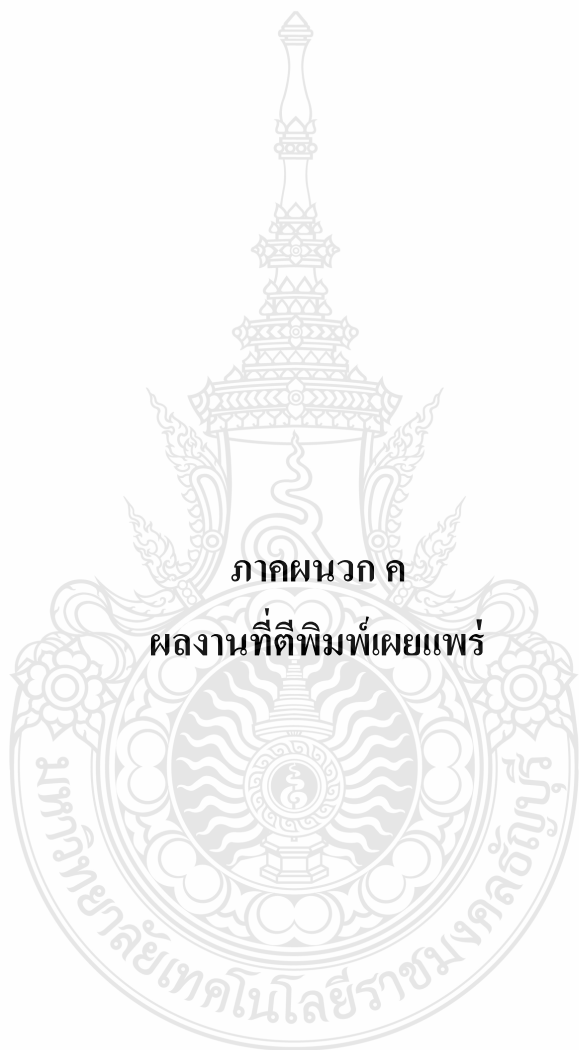 ภาคผนวก ค
ผลงานที่ตีพิมพ์เผยแพร่
มหาวิทยาลัยเทคโนโลยีราชมงคลธัญบุรี